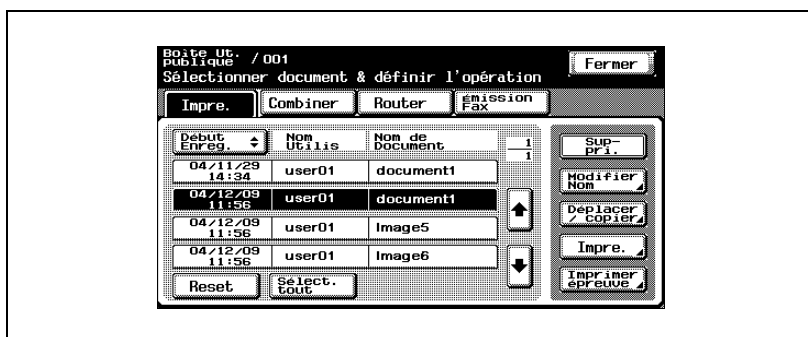 Boîte Ut. publique / 001
Fermer
Sélectionner document & définir l'opération
Impre.
Combiner
Router
Émission Fax
Début Enreg.
Nom Utilis
Nom de Document
1
1
04/11/29 14:34
user01
document1
04/12/09 11:56
user01
document1
04/12/09 11:56
user01
Image5
04/12/09 11:56
user01
Image6
Reset
Sélect. tout
Sup- pri.
Modifier Nom
Déplacer / copier
Impre.
Imprimer épreuve